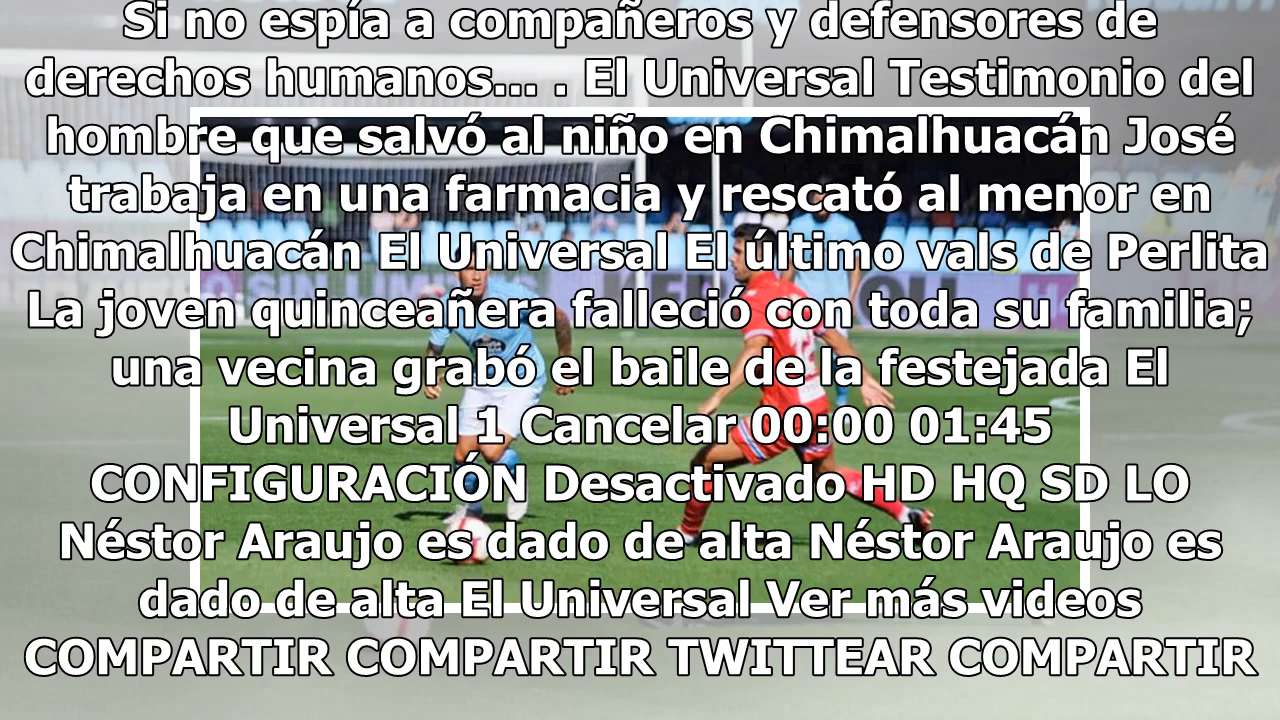 Si no espía a compañeros y defensores de
derechos humanos... . El Universal Testimonio del
hombre que salvó al niño en Chimalhuacán José
trabaja en una farmacia y rescató al menor en
Chimalhuacán El Universal El último vals de Perlita
La joven quinceañera falleció con toda su familia;
una vecina grabó el baile de la festejada El
Universal 1 Cancelar 00:00 01:45
CONFIGURACIÓN Desactivado HD HQ SD LO
Néstor Araujo es dado de alta Néstor Araujo es
dado de alta El Universal Ver más videos
COMPARTIR COMPARTIR TWITTEAR COMPARTIR